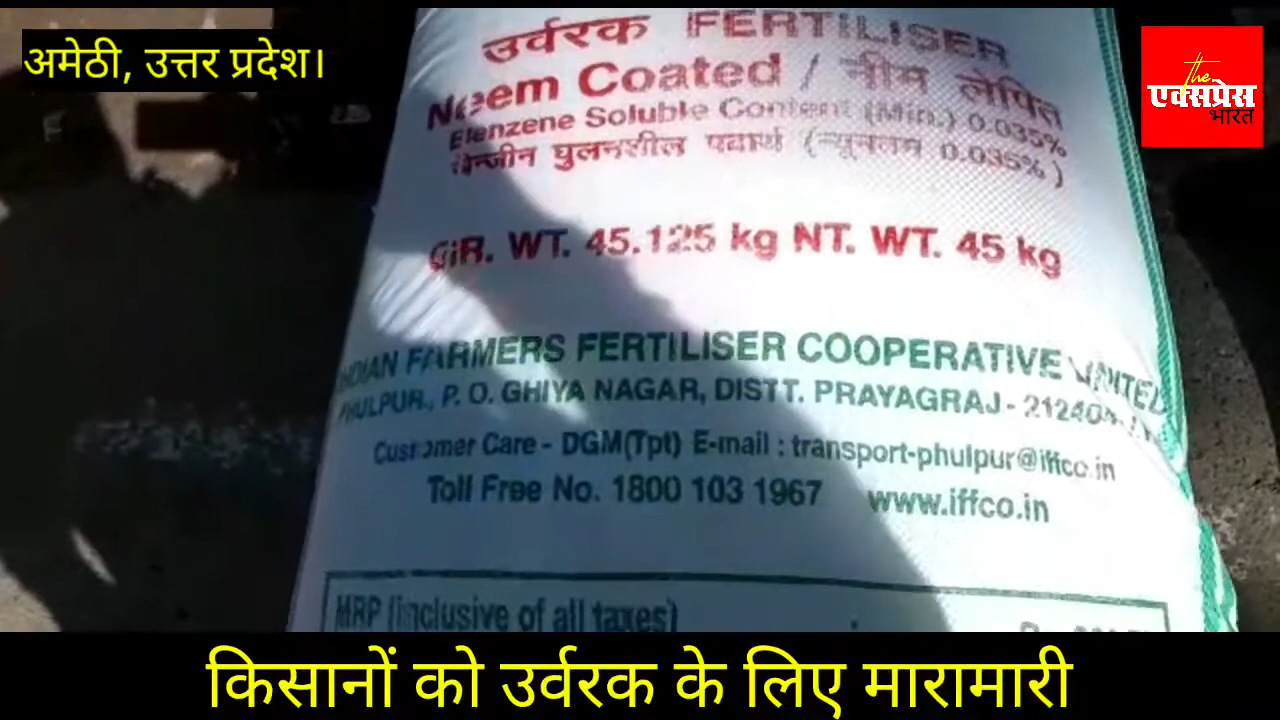 अमेठी, उत्तर प्रदेश।
the
एक्सप्रेस
भारत
उर्वरक FERTILISER
Neem Coated / नीम लेपित
Benzene Soluble Content (Min.) 0.035%
बेन्जीन घुलनशील पदार्थ (न्यूनतम 0.035%)
GR. WT. 45.125 kg NT. WT. 45 kg
INDIAN FARMERS FERTILISER COOPERATIVE LIMITED
PHULPUR, P. O. GHIYA NAGAR, DISTT. PRAYAGRAJ - 212404
Customer Care - DGM(Tpt) E-mail : transport-phulpur@iffco.in
Toll Free No. 1800 103 1967 www.iffco.in
MRP (inclusive of all taxes) :
किसानों को उर्वरक के लिए मारामारी